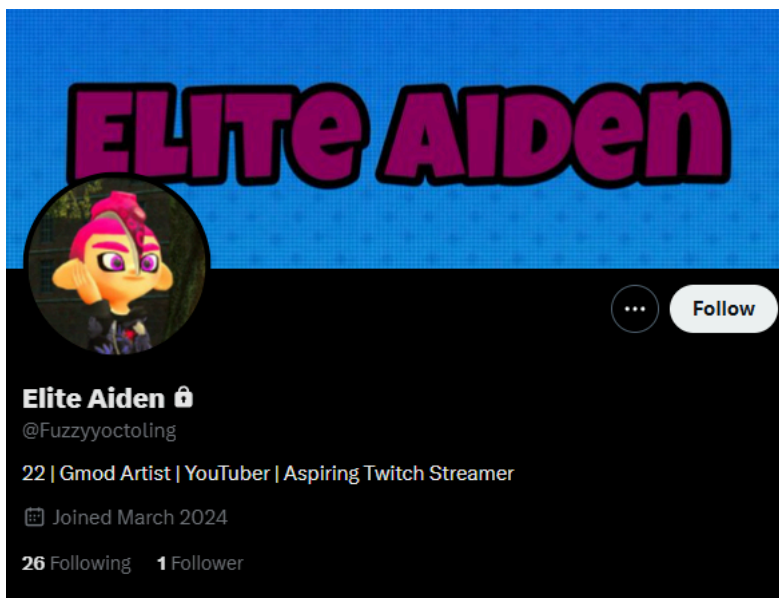 Elite Aiden
Follow
Elite Aiden
@Fuzzyyoctoling
22 | Gmod Artist | YouTuber | Aspiring Twitch Streamer
Joined March 2024
26 Following 1 Follower